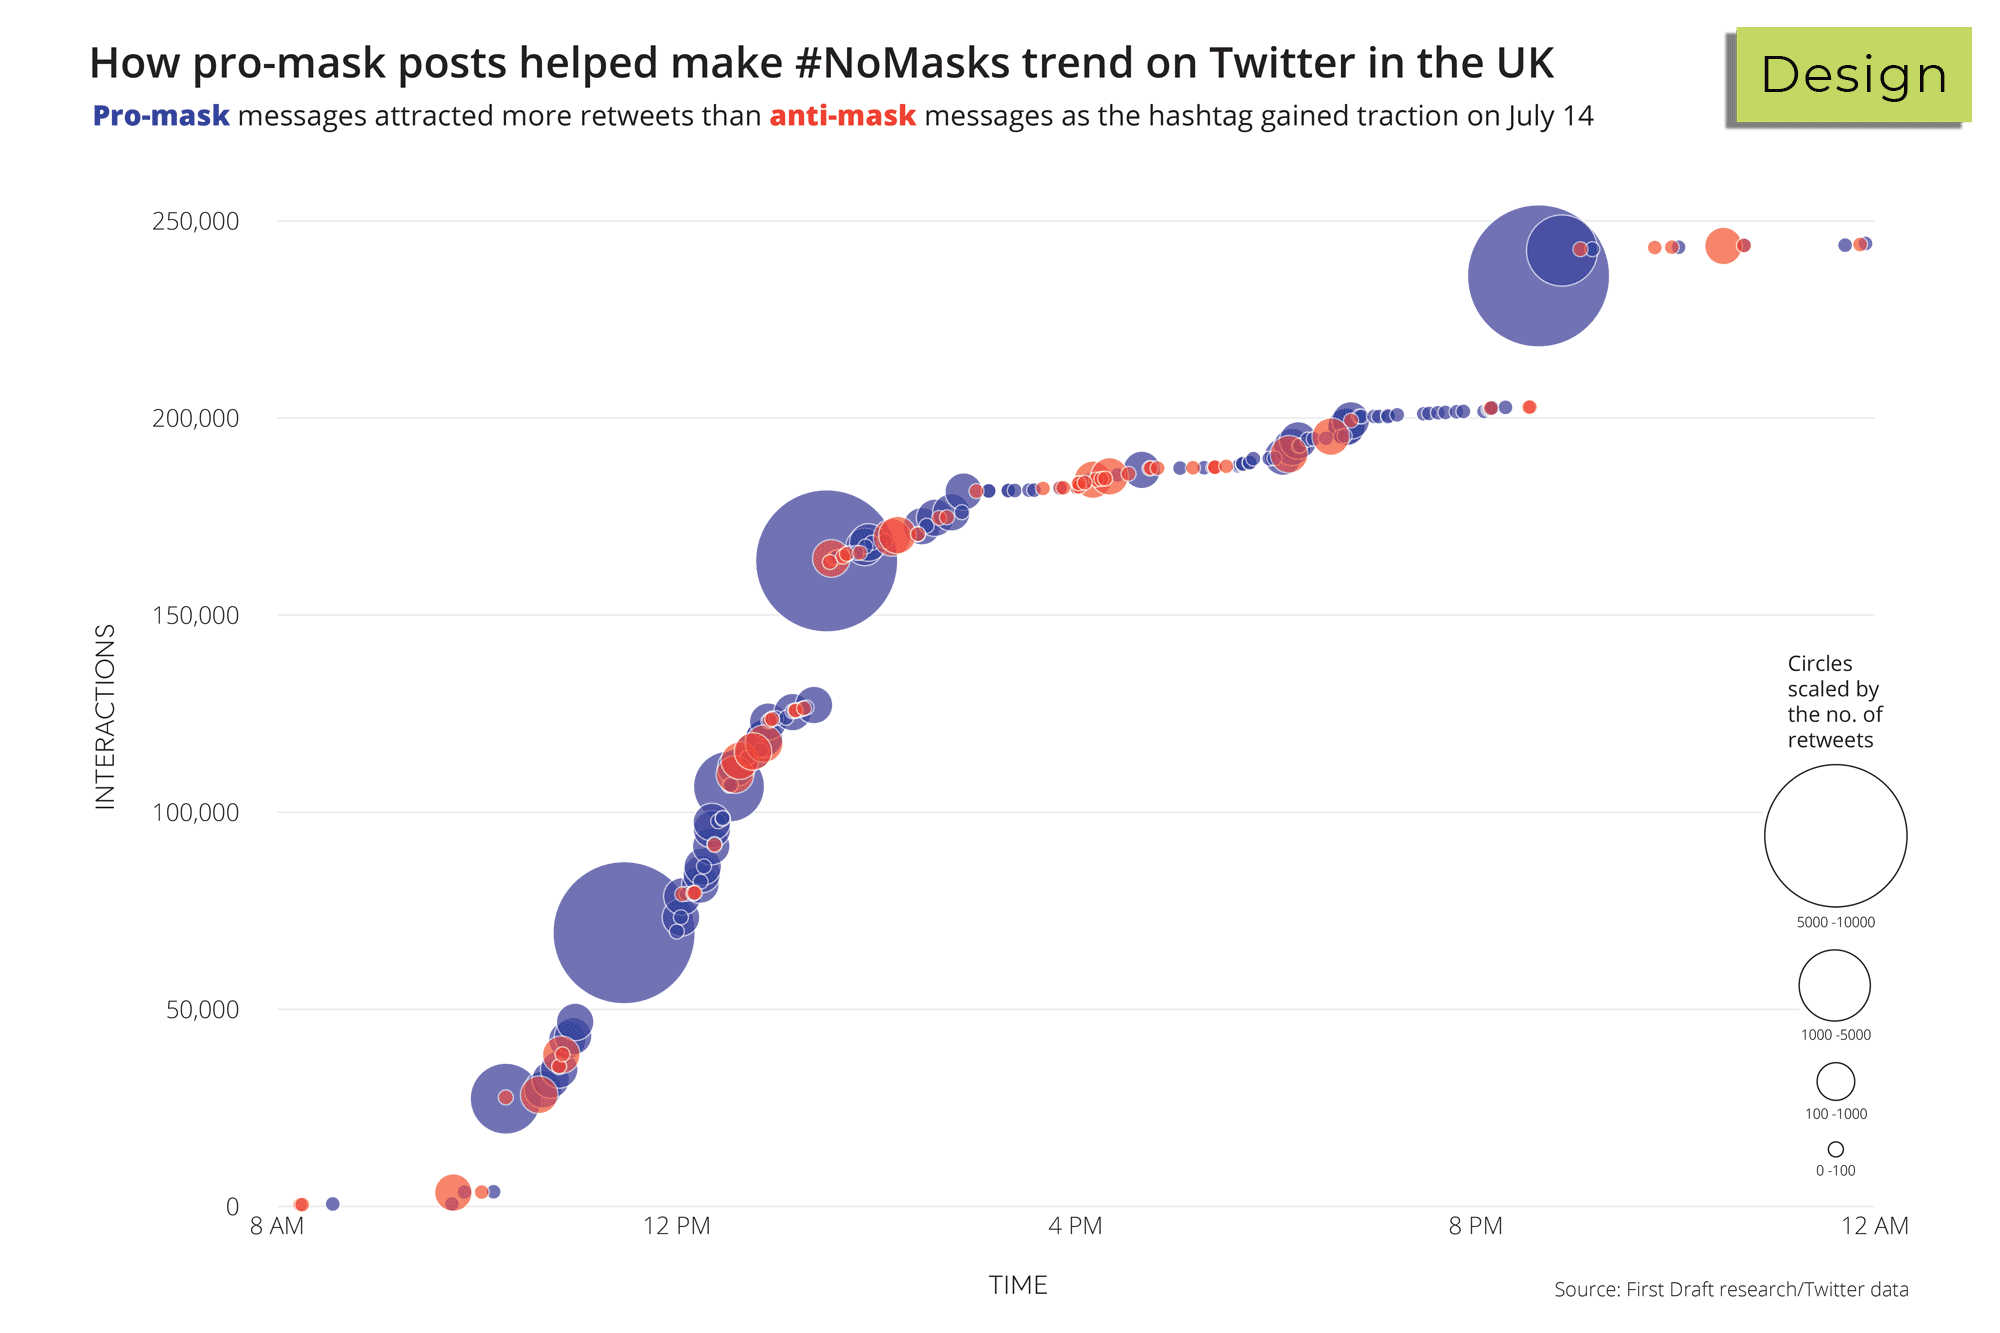 How pro-mask posts helped make #NoMasks trend on Twitter in the UK
Design
Pro-mask messages attracted more retweets than anti-mask messages as the hashtag gained traction on July 14
250,000
200,000
150,000
100,000
50,000
0
INTERACTIONS
Circles
scaled by
the no. of
retweets
5000 -10000
1000 -5000
100 -1000
0 -100
8 AM
12 PM
4 PM
8 PM
12 AM
TIME
Source: First Draft research/Twitter data